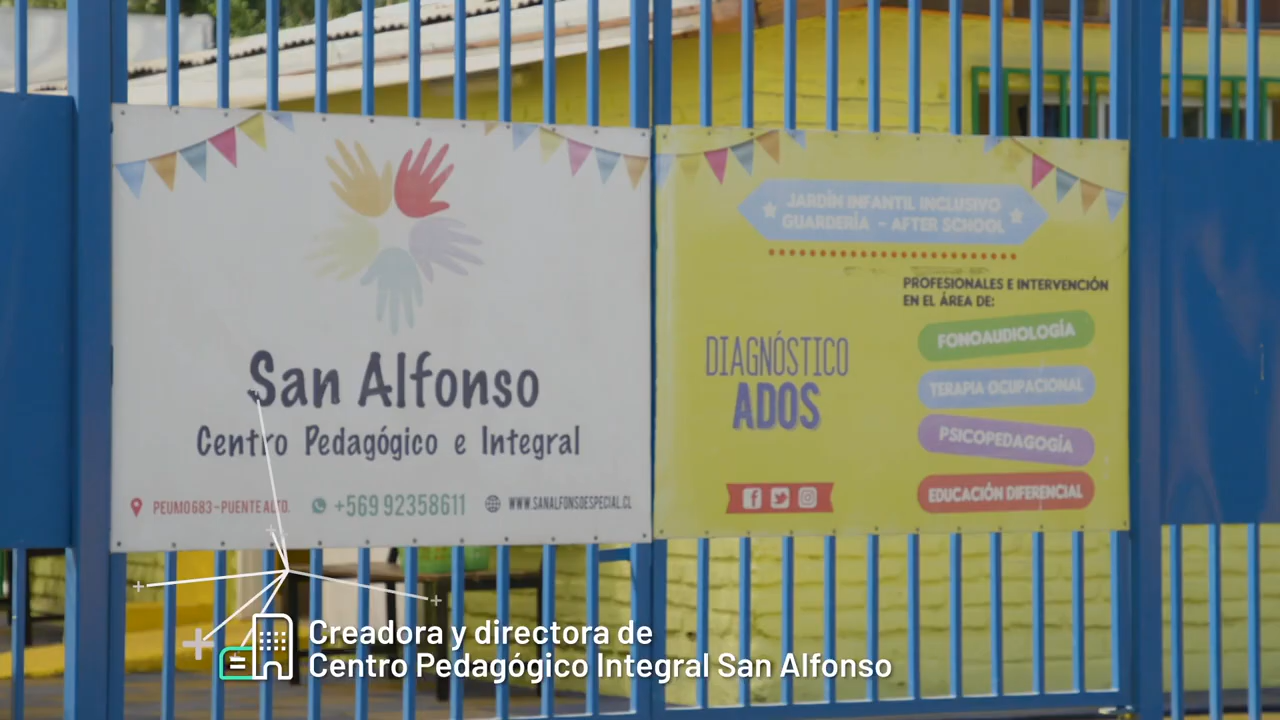 San Alfonso
Centro Pedagógico e Integral
PEUMO 683 - PUENTE ALTO.
+569 92358611
WWW.SANALFONSOESPECIAL.CL
JARDÍN INFANTIL INCLUSIVO
GUARDERÍA - AFTER SCHOOL
PROFESIONALES E INTERVENCIÓN
EN EL ÁREA DE:
DIAGNÓSTICO
ADOS
FONOAUDIOLOGÍA
TERAPIA OCUPACIONAL
PSICOPEDAGOGÍA
EDUCACIÓN DIFERENCIAL
Creadora y directora de
Centro Pedagógico Integral San Alfonso